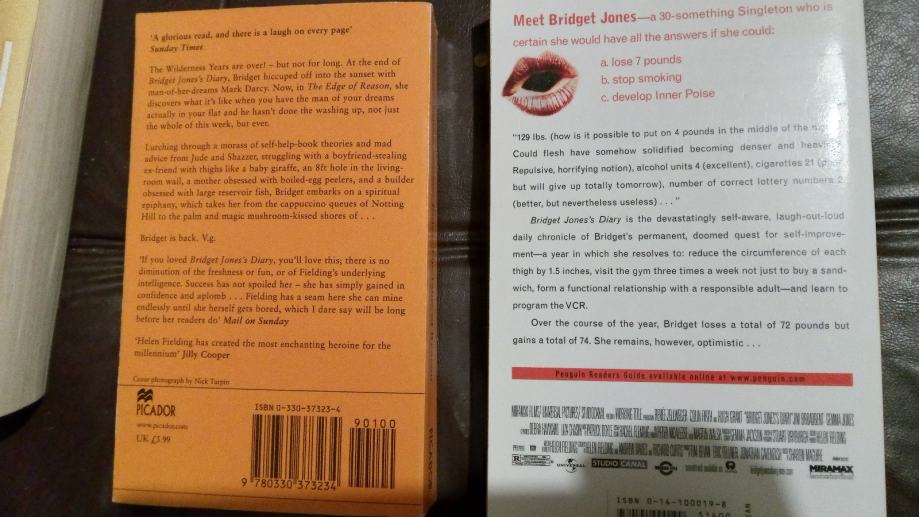 'A glorious read, and there is a laugh on every page'
Sunday Times
The Wilderness Years are over! – but not for long. At the end of
Bridget Jones's Diary, Bridget hiccuped off into the sunset with
man-of-her-dreams Mark Darcy. Now, in The Edge of Reason, she
discovers what it's like when you have the man of your dreams
actually in your flat and he hasn't done the washing up, not just
the whole of this week, but ever.
Lurching through a morass of self-help-book theories and mad
advice from Jude and Shazzer, struggling with a boyfriend-stealing
ex-friend with thighs like a baby giraffe, an 8ft hole in the living-
room wall, a mother obsessed with boiled-egg peelers, and a builder
obsessed with large reservoir fish, Bridget embarks on a spiritual
epiphany, which takes her from the cappuccino queues of Notting
Hill to the palm and magic mushroom-kissed shores of . . .
Bridget is back. V.g.
'If you loved Bridget Jones's Diary, you'll love this; there is no
diminution of the freshness or fun, or of Fielding's underlying
intelligence. Success has not spoiled her – she has simply gained in
confidence and aplomb . . . Fielding has a seam here she can mine
endlessly until she herself gets bored, which I dare say will be long
before her readers do' Mail on Sunday
'Helen Fielding has created the most enchanting heroine for the
millennium' Jilly Cooper
Cover photograph by Nick Turpin
PICADOR
www.picador.com
UK £5.99
ISBN 0-330-37323-4
90100
9 780330 373234
Meet Bridget Jones—a 30-something Singleton who is
certain she would have all the answers if she could:
a. lose 7 pounds
b. stop smoking
c. develop Inner Poise
"129 lbs. (how is it possible to put on 4 pounds in the middle of the
Could flesh have somehow solidified becoming denser and
Repulsive, horrifying notion), alcohol units 4 (excellent), cigarettes 21
but will give up totally tomorrow), number of correct lottery numbers 2
(better, but nevertheless useless) . . ."
Bridget Jones's Diary is the devastatingly self-aware, laugh-out-loud
daily chronicle of Bridget's permanent, doomed quest for self-improve-
ment—a year in which she resolves to: reduce the circumference of each
thigh by 1.5 inches, visit the gym three times a week not just to buy a sand-
wich, form a functional relationship with a responsible adult—and learn to
program the VCR.
Over the course of the year, Bridget loses a total of 72 pounds but
gains a total of 74. She remains, however, optimistic . . .
Penguin Readers Guide available online at www.penguin.com
UNIVERSAL
STUDIO CANAL
MIRAMAX
ISBN 0-14-100019-8